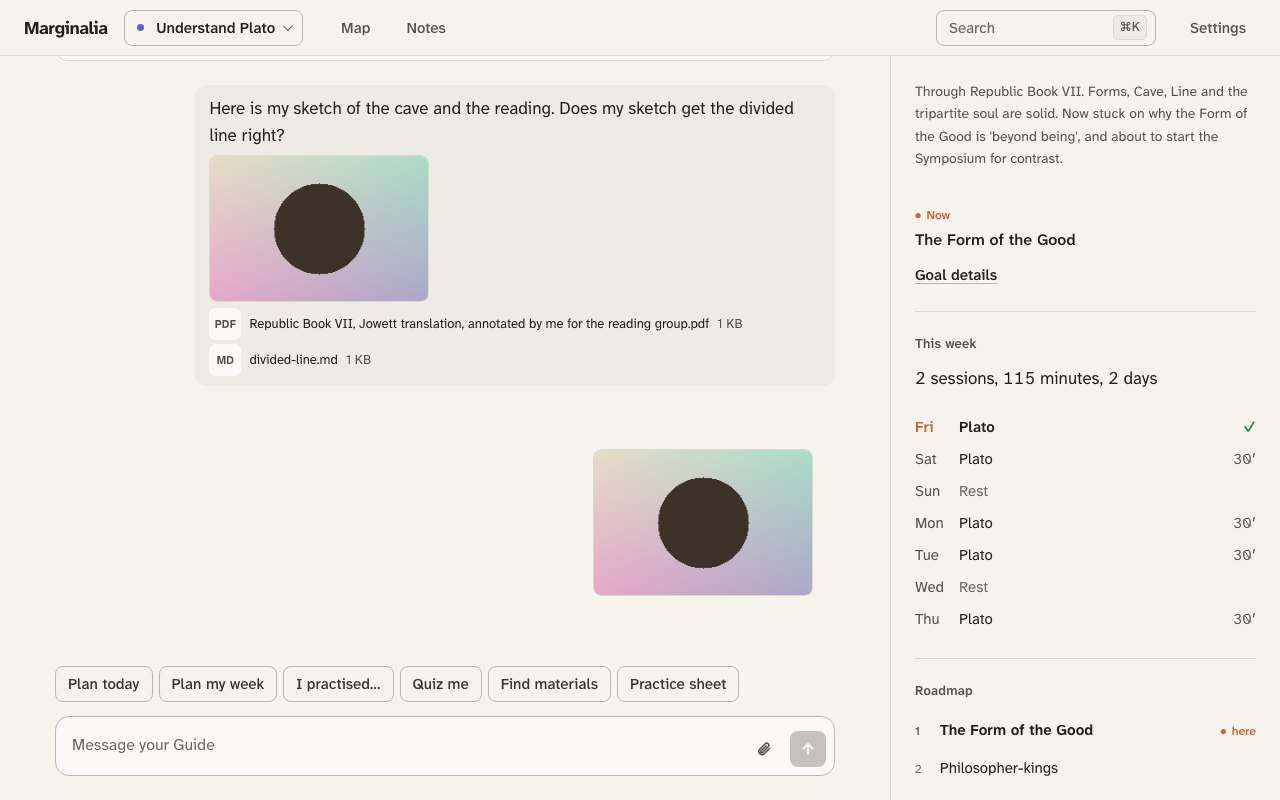 Marginalia
Understand Plato
Map
Notes
Search
⌘K
Settings
Here is my sketch of the cave and the reading. Does my sketch get the divided
line right?
PDF
Republic Book VII, Jowett translation, annotated by me for the reading group.pdf 1 KB
MD
divided-line.md 1 KB
Plan today
Plan my week
I practised…
Quiz me
Find materials
Practice sheet
Message your Guide
Through Republic Book VII. Forms, Cave, Line and the
tripartite soul are solid. Now stuck on why the Form of
the Good is 'beyond being', and about to start the
Symposium for contrast.
Now
The Form of the Good
Goal details
This week
2 sessions, 115 minutes, 2 days
Fri Plato ✓
Sat Plato 30′
Sun Rest
Mon Plato 30′
Tue Plato 30′
Wed Rest
Thu Plato 30′
Roadmap
1 The Form of the Good here
2 Philosopher-kings